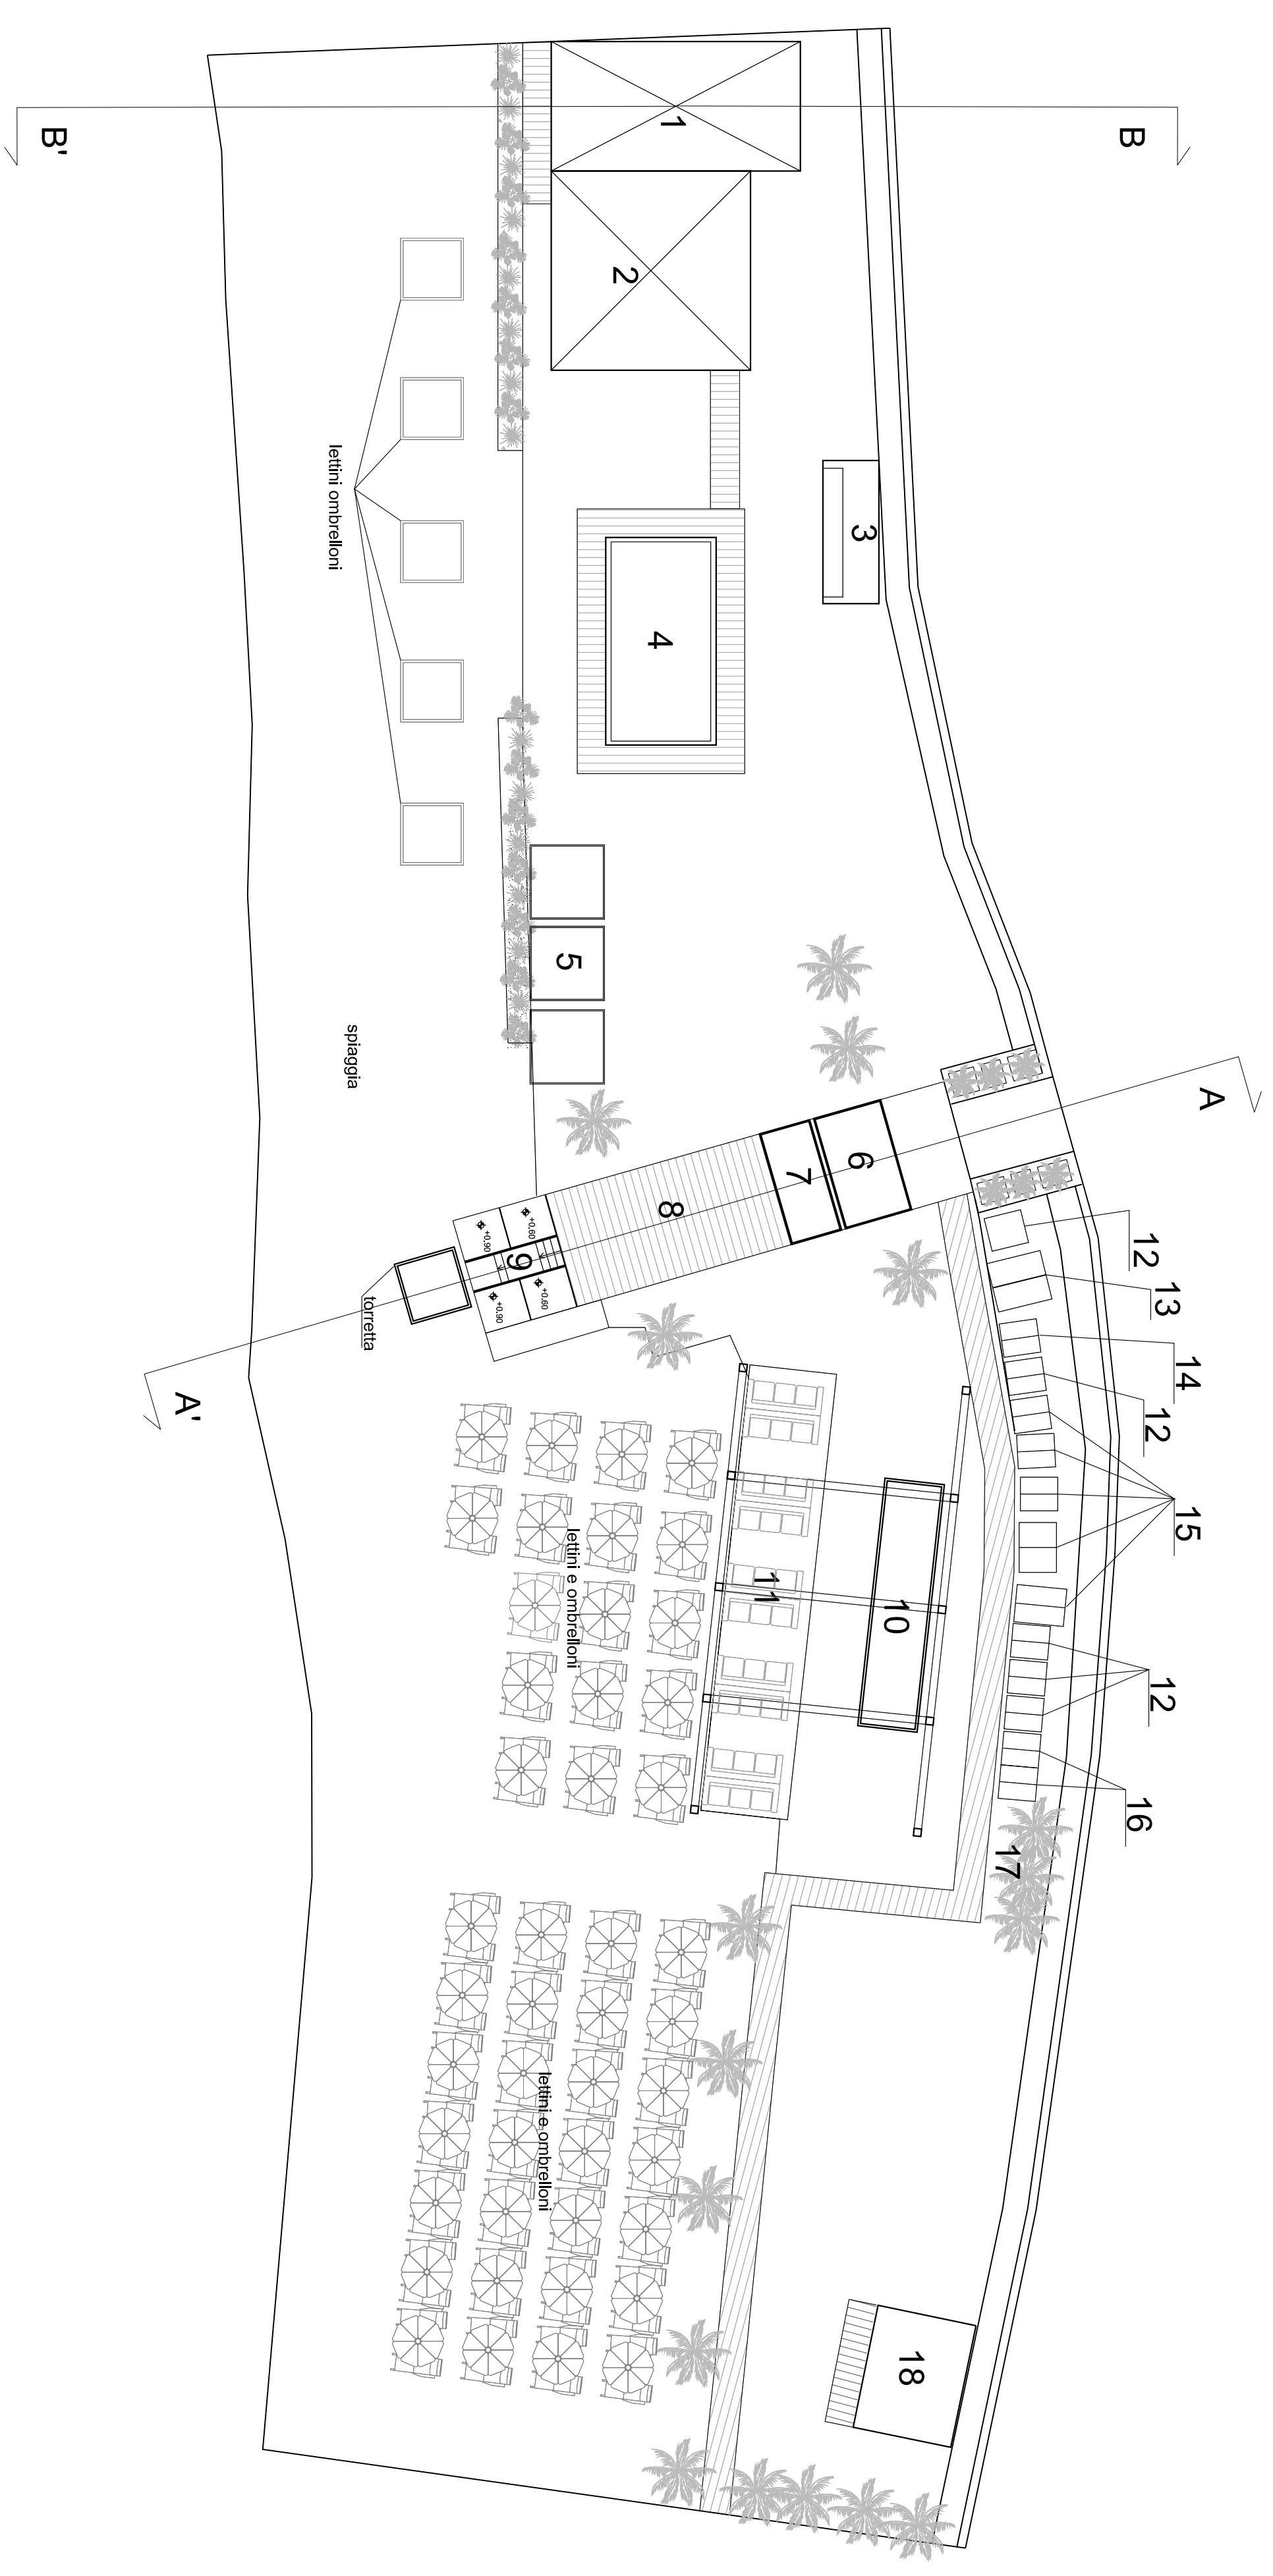 B'
B
1
2
lettini ombrelloni
3
4
5
spiaggia
A
6
7
8
9
+0.60
+0.90
+0.60
+0.90
torretta
A'
12
13
14
12
15
12
16
17
10
11
lettini e ombrelloni
lettini e ombrelloni
18